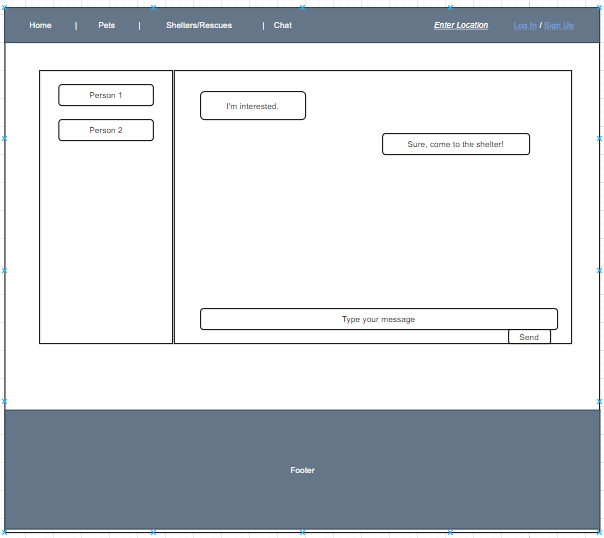 Home | Pets | Shelters/Rescues | Chat Enter Location Log In / Sign Up
Person 1
Person 2
I'm interested.
Sure, come to the shelter!
Type your message
Send
Footer